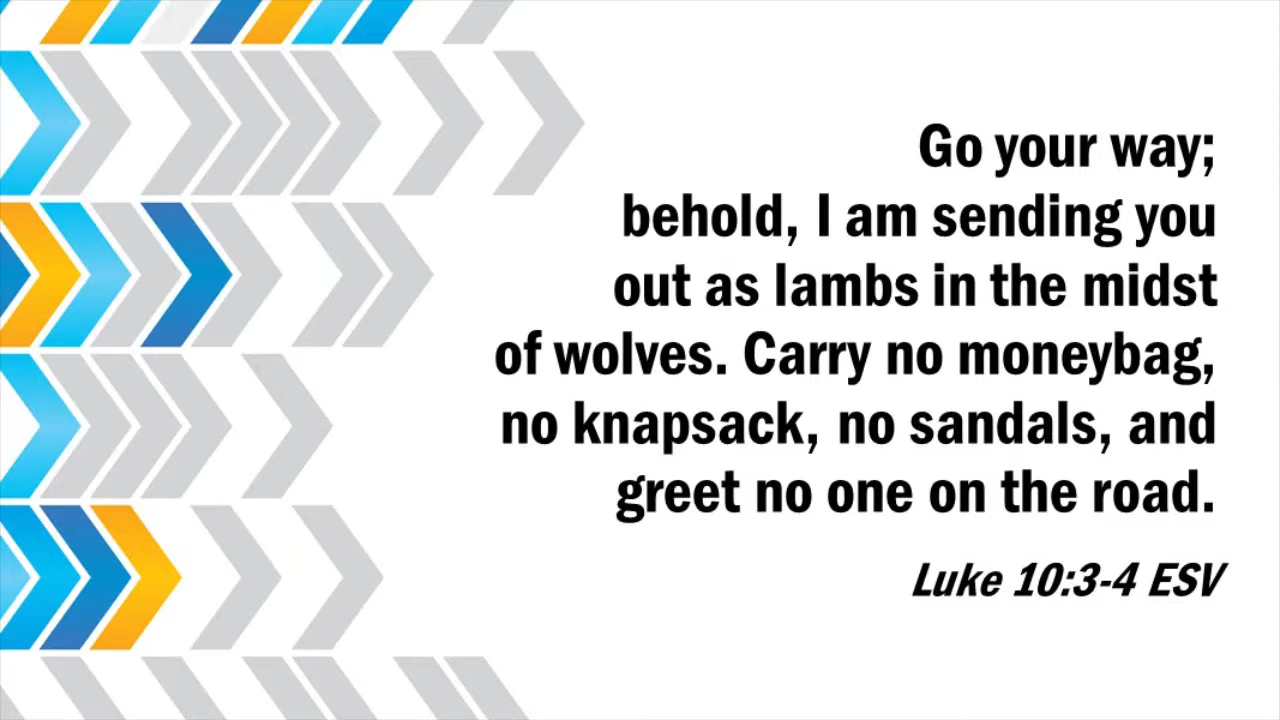 Go your way;
behold, I am sending you
out as lambs in the midst
of wolves. Carry no moneybag,
no knapsack, no sandals, and
greet no one on the road.
Luke 10:3-4 ESV